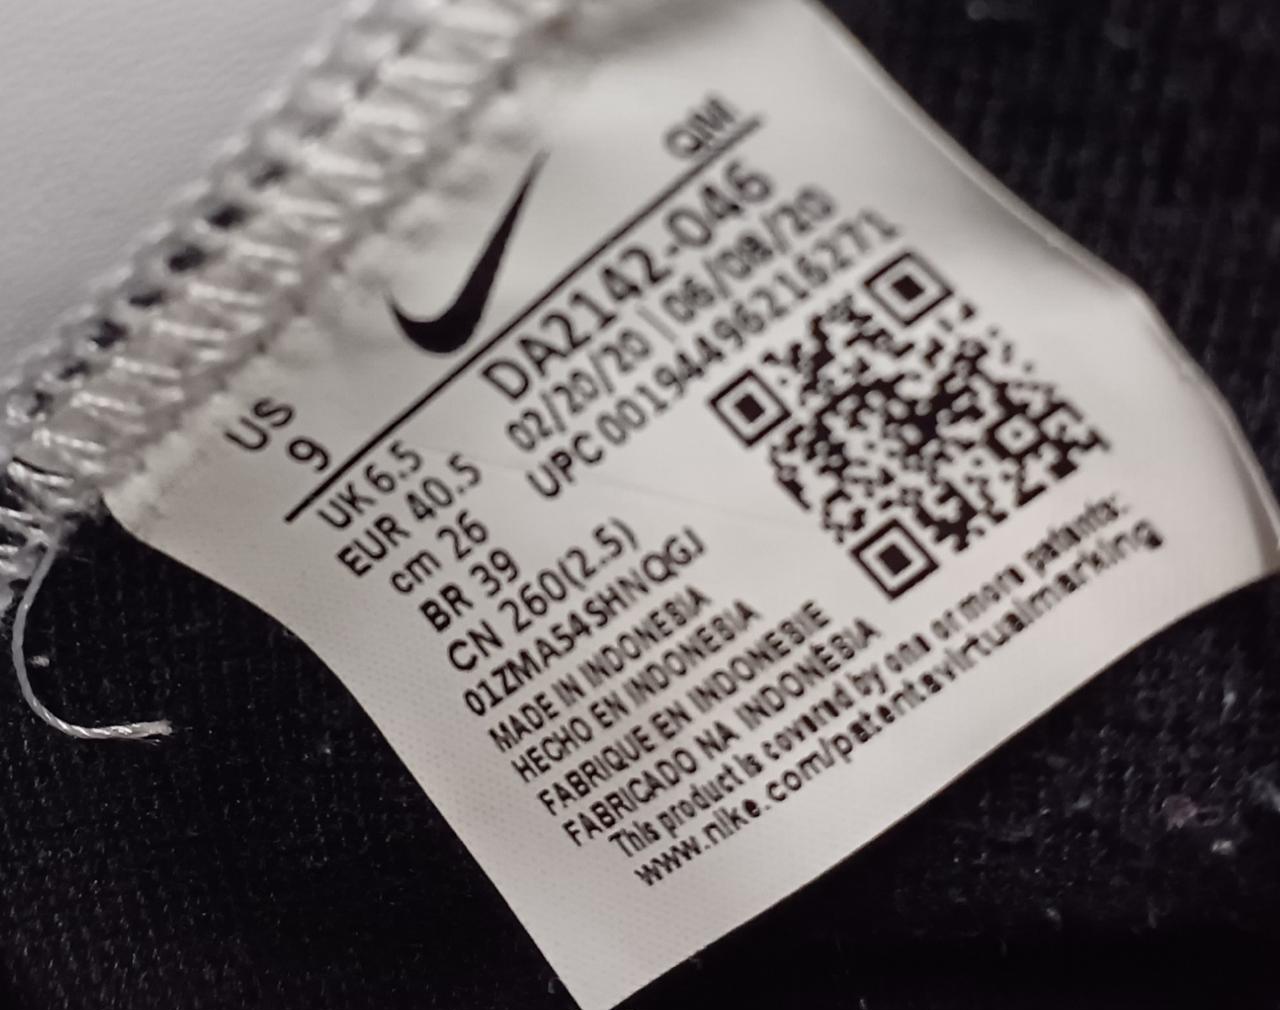 QM
US
9
DA2142-046
02/20/20 | 06/08/20
UPC 00194496216271
UK 6.5
EUR 40.5
cm 26
BR 39
CN 260(2.5)
01ZMA54SHNQGJ
MADE IN INDONESIA
HECHO EN INDONESIA
FABRIQUE EN INDONESIE
FABRICADO NA INDONÉSIA
This product is covered by one or more patents:
www.nike.com/patentsvirtualmarking